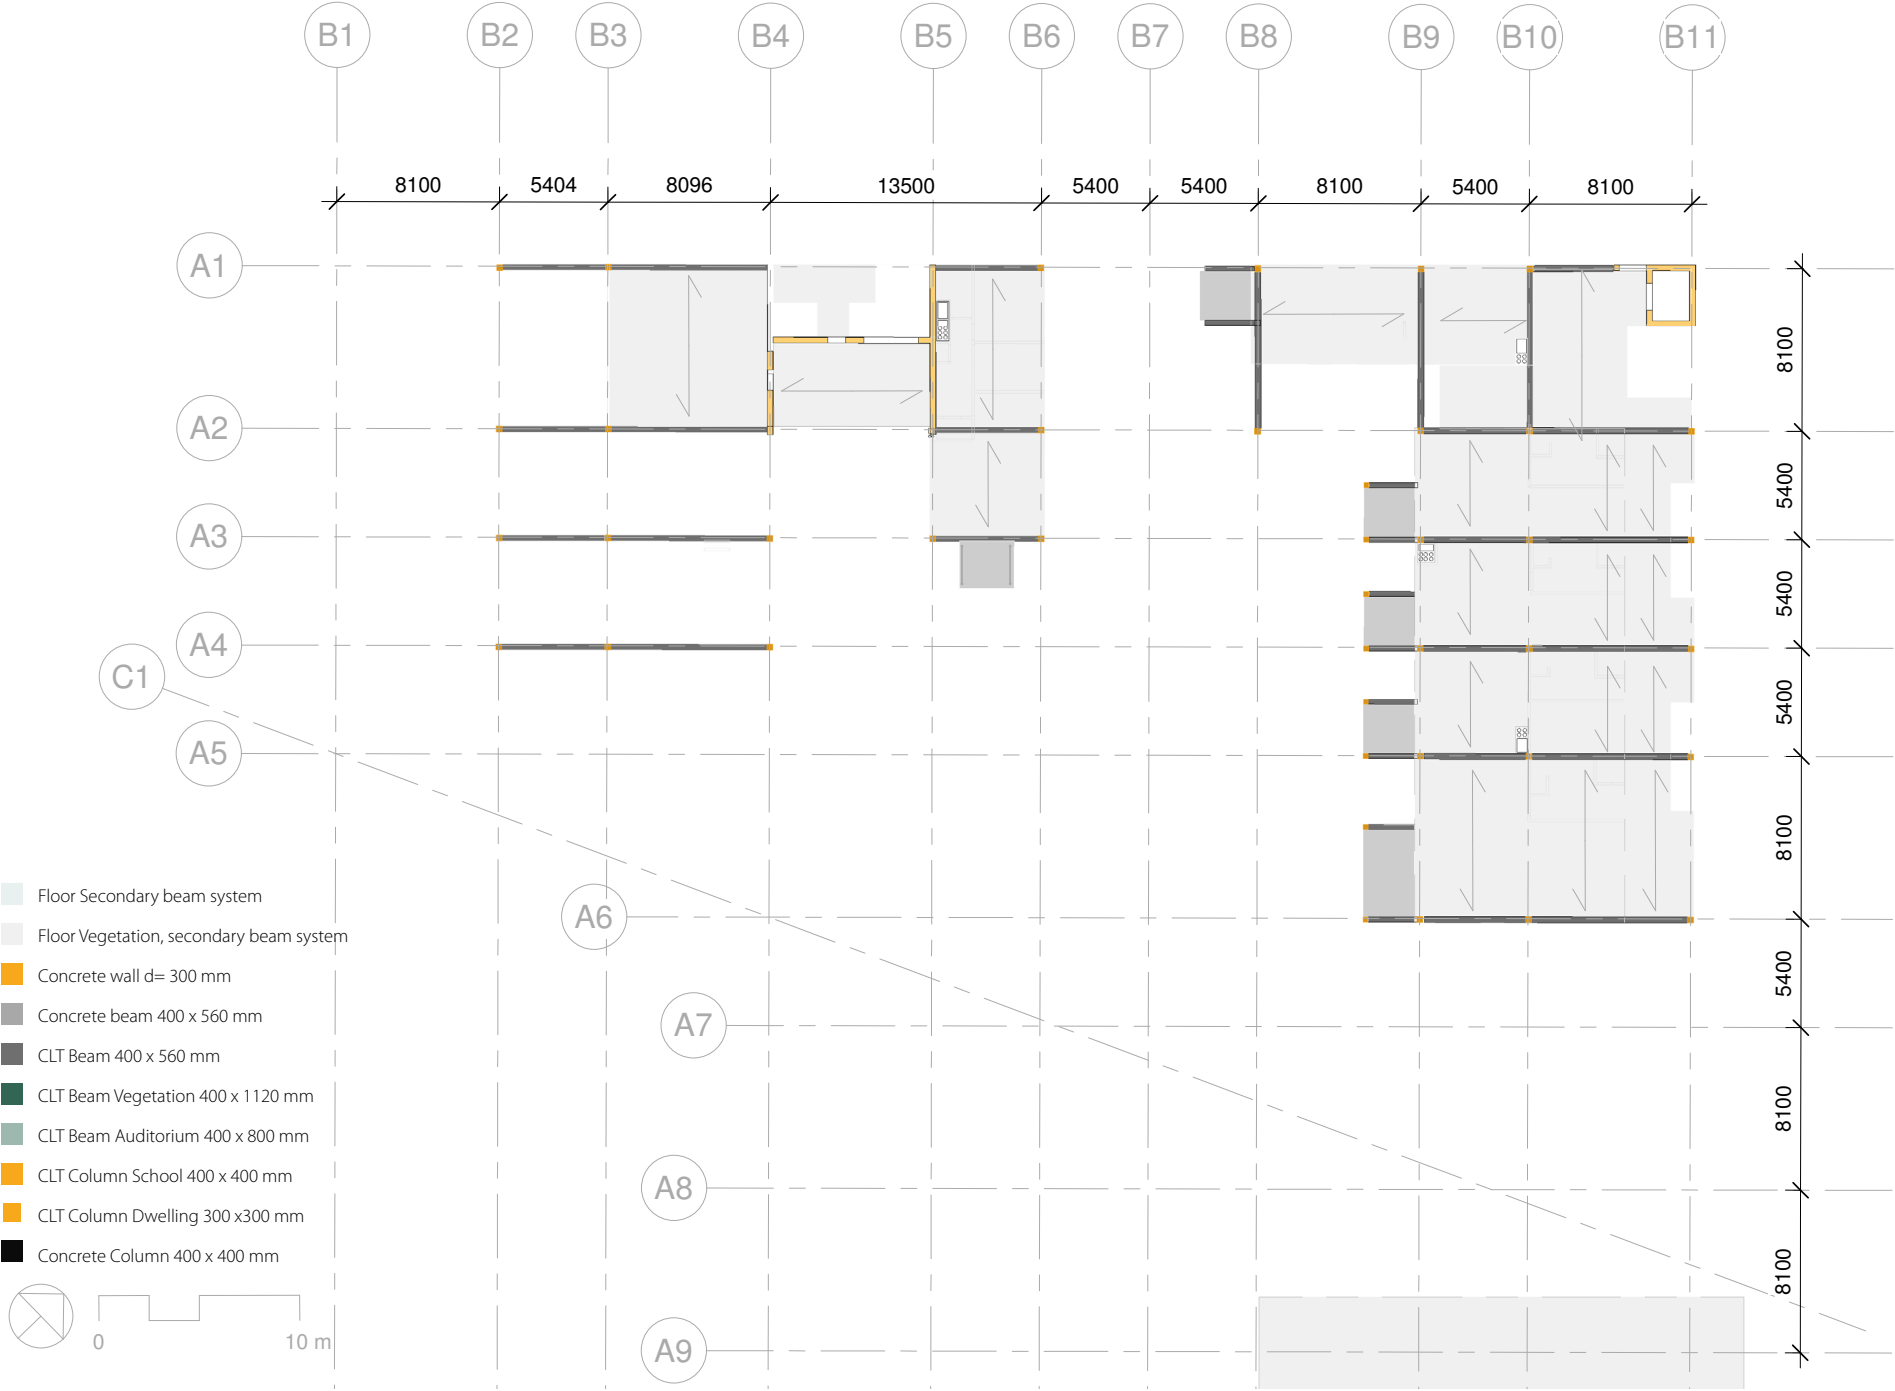 B1 B2 B3 B4 B5 B6 B7 B8 B9 B10 B11
8100 5404 8096 13500 5400 5400 8100 5400 8100
A1
8100
A2
5400
A3
5400
A4
C1
5400
A5
8100
Floor Secondary beam system
A6
Floor Vegetation, secondary beam system
Concrete wall d= 300 mm
5400
Concrete beam 400 x 560 mm
A7
CLT Beam 400 x 560 mm
CLT Beam Vegetation 400 x 1120 mm
8100
CLT Beam Auditorium 400 x 800 mm
CLT Column School 400 x 400 mm
A8
CLT Column Dwelling 300 x300 mm
Concrete Column 400 x 400 mm
8100
0 10 m
A9